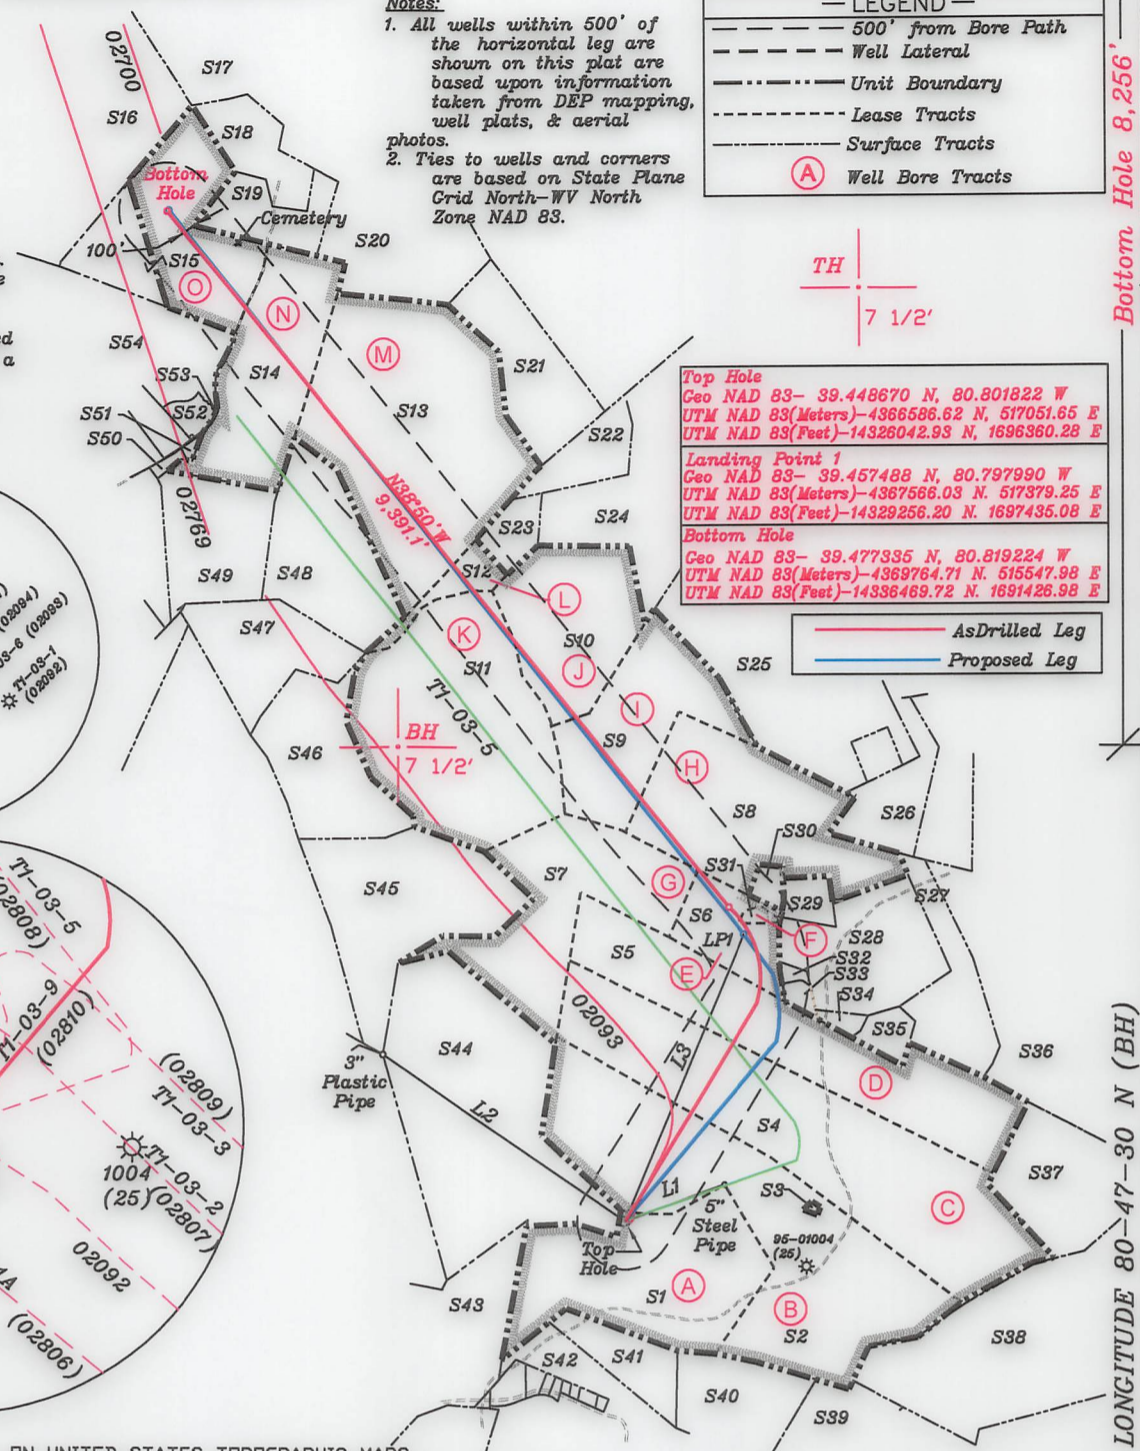 Notes:
1. All wells within 500' of
the horizontal leg are
shown on this plat are
based upon information
taken from DEP mapping,
well plats, & aerial
photos.
2. Ties to wells and corners
are based on State Plane
Grid North-WV North
Zone NAD 83.
LEGEND
500' from Bore Path
Well Lateral
Unit Boundary
Lease Tracts
Surface Tracts
A Well Bore Tracts
Bottom Hole 8,256'
TH
7 1/2'
Top Hole
Geo NAD 83- 39.448670 N, 80.801822 W
UTM NAD 83(Meters)-4366586.62 N, 517051.65 E
UTM NAD 83(Feet)-14326042.93 N, 1696360.28 E
Landing Point 1
Geo NAD 83- 39.457488 N, 80.797990 W
UTM NAD 83(Meters)-4367566.03 N. 517379.25 E
UTM NAD 83(Feet)-14329256.20 N. 1697435.08 E
Bottom Hole
Geo NAD 83- 39.477335 N, 80.819224 W
UTM NAD 83(Meters)-4369764.71 N. 515547.98 E
UTM NAD 83(Feet)-14336469.72 N. 1691426.98 E
AsDrilled Leg
Proposed Leg
02700
S17
S16
S18
Bottom
Hole
S19
Cemetery
S20
100'
S15
O
N
M
S54
S53
S14
S13
S21
S52
S51
S50
S22
02769
N38°50' W
9,391.1'
S23
S24
S49
S48
S12
L
S47
K
S10
J
S11
S25
T1-03-5
I
S46
BH
7 1/2'
S9
H
S8
S26
S30
S45
S7
S31
G
S27
S29
S6
S28
F
LP1
S5
E
S32
S33
S34
02093
S35
S44
3"
Plastic
Pipe
L3
S36
D
L2
S4
S37
L1
S3
C
5"
Steel
Pipe
95-01004
(25)
Top
Hole
S1
A
B
S43
S2
S38
S42
S41
S40
S39
LONGITUDE 80-47-30 N (BH)
(02094)
03-6 (02093)
T1-03-1
(02092)
T1-03-5
(02808)
T1-03-9
(02810)
(02809)
T1-03-3
1004
(25)
T1-03-2
(02807)
02092
(02806)
ON UNITED STATES TOPOGRAPHIC MAPS